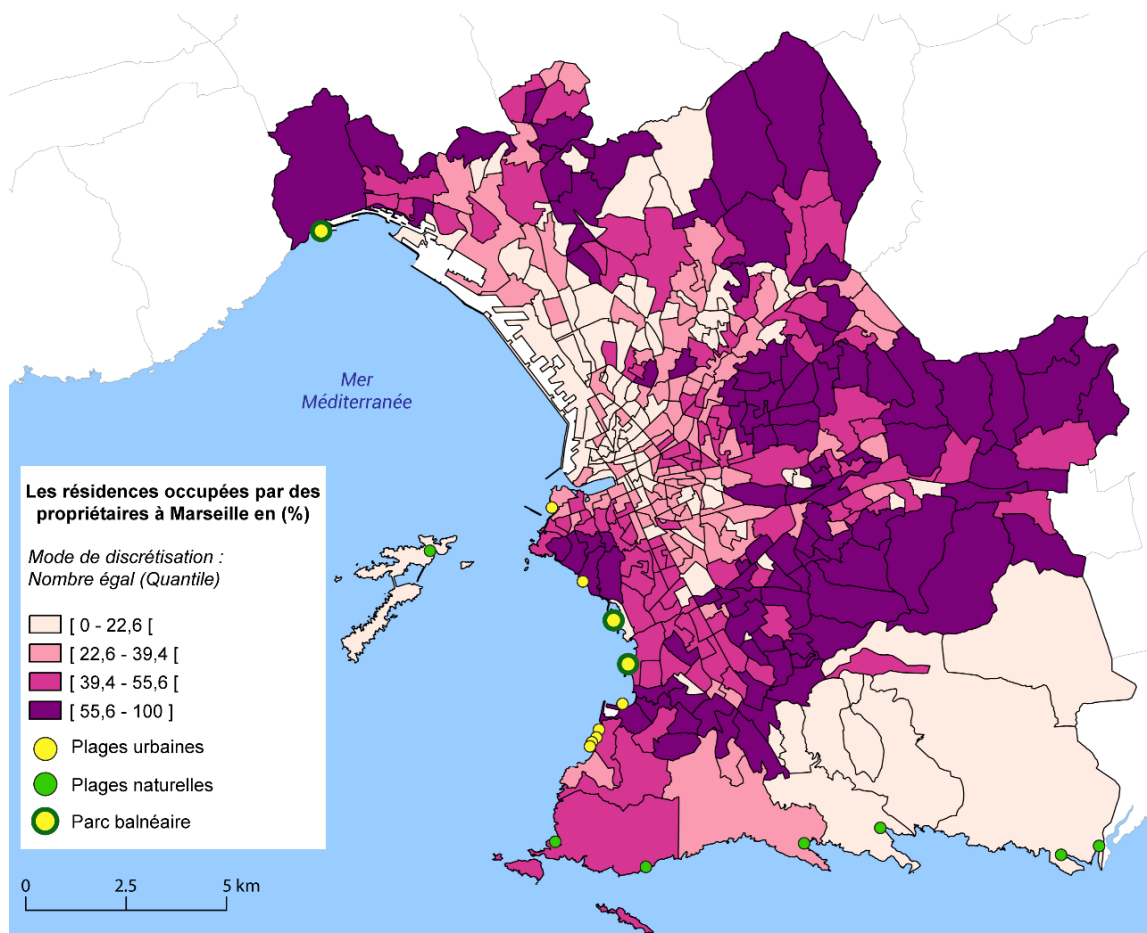 Mer
Méditerranée
Les résidences occupées par des
propriétaires à Marseille en (%)
Mode de discrétisation :
Nombre égal (Quantile)
[ 0 - 22,6 [
[ 22,6 - 39,4 [
[ 39,4 - 55,6 [
[ 55,6 - 100 ]
Plages urbaines
Plages naturelles
Parc balnéaire
0 2.5 5 km